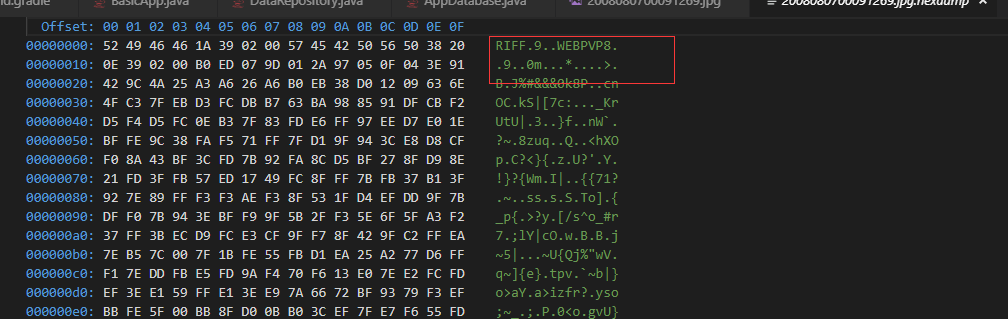 ld.gradle BasicApp.java DataRepository.java AppDatabase.java 2008080700091269.jpg 2008080700091269.jpg.hexdump
Offset: 00 01 02 03 04 05 06 07 08 09 0A 0B 0C 0D 0E 0F
00000000: 52 49 46 46 1A 39 02 00 57 45 42 50 56 50 38 20 RIFF.9..WEBPVP8.
00000010: 0E 39 02 00 B0 ED 07 9D 01 2A 97 05 0F 04 3E 91 .9..0m...*....>.
00000020: 42 9C 4A 25 A3 A6 26 A6 B0 EB 38 D0 12 09 63 6E B.J%#&&&0k8P..cn
00000030: 4F C3 7F EB D3 FC DB B7 63 BA 98 85 91 DF CB F2 OC.kS|[7c:..._Kr
00000040: D5 F4 D5 FC 0E B3 7F 83 FD E6 FF 97 EE D7 E0 1E UtU|.3..}f..nW`.
00000050: BF FE 9C 38 FA F5 71 FF 7F D1 9F 94 3C E8 D8 CF ?~.8zuq..Q..<hXO
00000060: F0 8A 43 BF 3C FD 7B 92 FA 8C D5 BF 27 8F D9 8E p.C?<}{.z.U?'.Y.
00000070: 21 FD 3F FB 57 ED 17 49 FC 8F FF 7B FB 37 B1 3F !}?{Wm.I|..{{71?
00000080: 92 7E 89 FF F3 F3 AE F3 8F 53 1F D4 EF DD 9F 7B .~..ss.s.S.To].{
00000090: DF F0 7B 94 3E BF F9 9F 5B 2F F3 5E 6F 5F A3 F2 _p{.>?y.[/s^o_#r
000000a0: 37 FF 3B EC D9 FC E3 CF 9F F7 8F 42 9F C2 FF EA 7.;lY|cO.w.B.B.j
000000b0: 7E B5 7C 00 7F 1B FE 55 FB D1 EA 25 A2 77 D6 FF ~5|...~U{Qj%"wV.
000000c0: F1 7E DD FB E5 FD 9A F4 70 F6 13 E0 7E E2 FC FD q~]{e}.tpv.`~b|}
000000d0: EF 3E E1 59 FF E1 3E E9 7A 66 72 BF 93 79 F3 EF o>aY.a>izfr?.yso
000000e0: BB FE 5F 00 BB 8F D0 0B B0 3C EF 7F E7 F6 55 FD ;~_.;.P.0<o.gvU}